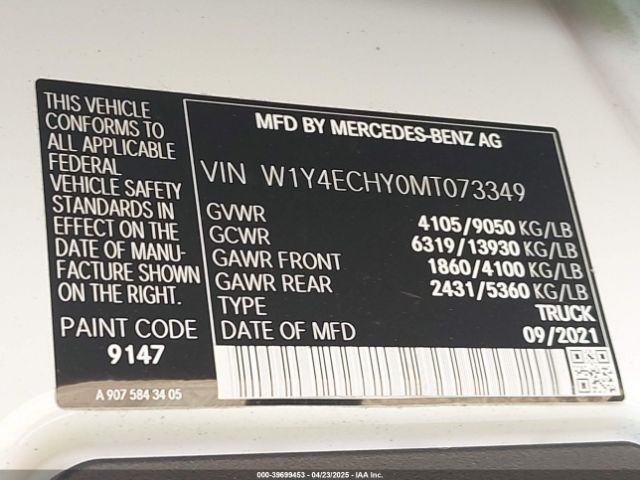 THIS VEHICLE
CONFORMS TO
ALL APPLICABLE
FEDERAL
VEHICLE SAFETY
STANDARDS IN
EFFECT ON THE
DATE OF MANU-
FACTURE SHOWN
ON THE RIGHT.
PAINT CODE
9147
A 907 584 34 05
MFD BY MERCEDES-BENZ AG
VIN W1Y4ECHY0MT073349
GVWR 4105/9050 KG/LB
GCWR 6319/13930 KG/LB
GAWR FRONT 1860/4100 KG/LB
GAWR REAR 2431/5360 KG/LB
TYPE TRUCK
DATE OF MFD 09/2021
000-39699453 - 04/23/2025 - IAA Inc.